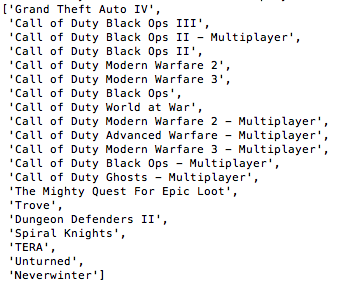 ['Grand Theft Auto IV',
'Call of Duty Black Ops III',
'Call of Duty Black Ops II – Multiplayer',
'Call of Duty Black Ops II',
'Call of Duty Modern Warfare 2',
'Call of Duty Modern Warfare 3',
'Call of Duty Black Ops',
'Call of Duty World at War',
'Call of Duty Modern Warfare 2 – Multiplayer',
'Call of Duty Advanced Warfare – Multiplayer',
'Call of Duty Modern Warfare 3 – Multiplayer',
'Call of Duty Black Ops – Multiplayer',
'Call of Duty Ghosts – Multiplayer',
'The Mighty Quest For Epic Loot',
'Trove',
'Dungeon Defenders II',
'Spiral Knights',
'TERA',
'Unturned',
'Neverwinter']